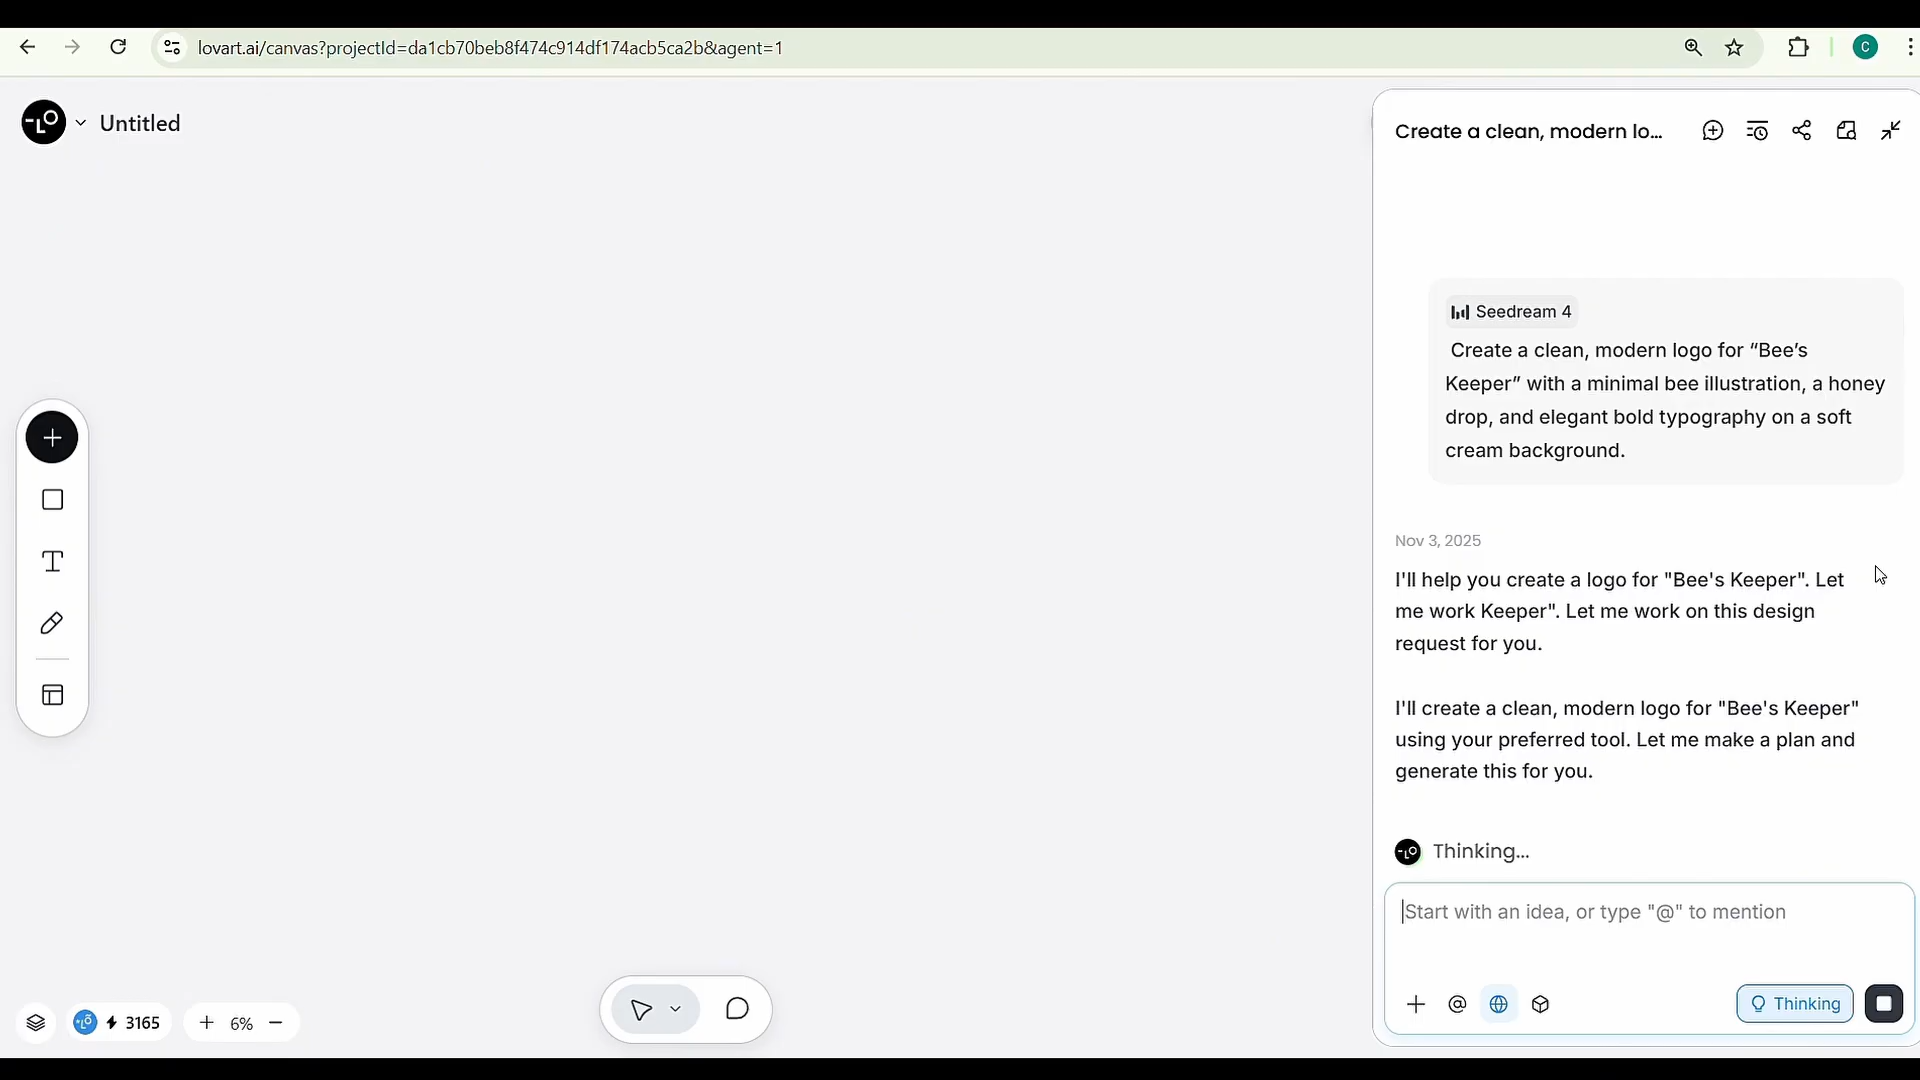 lovart.ai/canvas?projectId=da1cb70beb8f474c914df174acb5ca2b&agent=1
C
Untitled
Create a clean, modern lo...
Seedream 4
Create a clean, modern logo for “Bee’s
Keeper” with a minimal bee illustration, a honey
drop, and elegant bold typography on a soft
cream background.
Nov 3, 2025
I'll help you create a logo for "Bee's Keeper". Let
me work Keeper". Let me work on this design
request for you.
I'll create a clean, modern logo for "Bee's Keeper"
using your preferred tool. Let me make a plan and
generate this for you.
Thinking...
Start with an idea, or type "@" to mention
Thinking
3165
6%